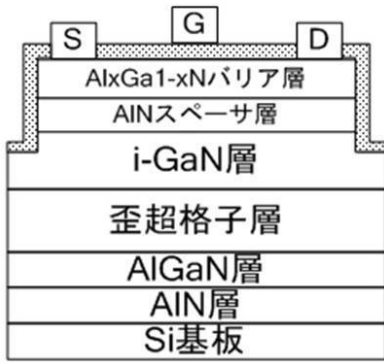 S G D
AlxGa1-xNバリア層
AlNスペーサ層
i-GaN層
歪超格子層
AlGaN層
AlN層
Si基板